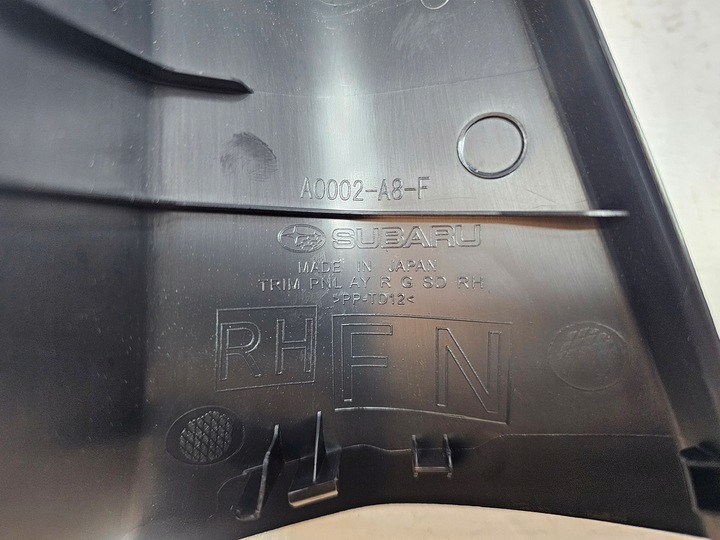 A0002-A8-F
SUBARU
MADE IN JAPAN
TRIM PNL AY R G SD RH
>PP-TD12<
RH F N